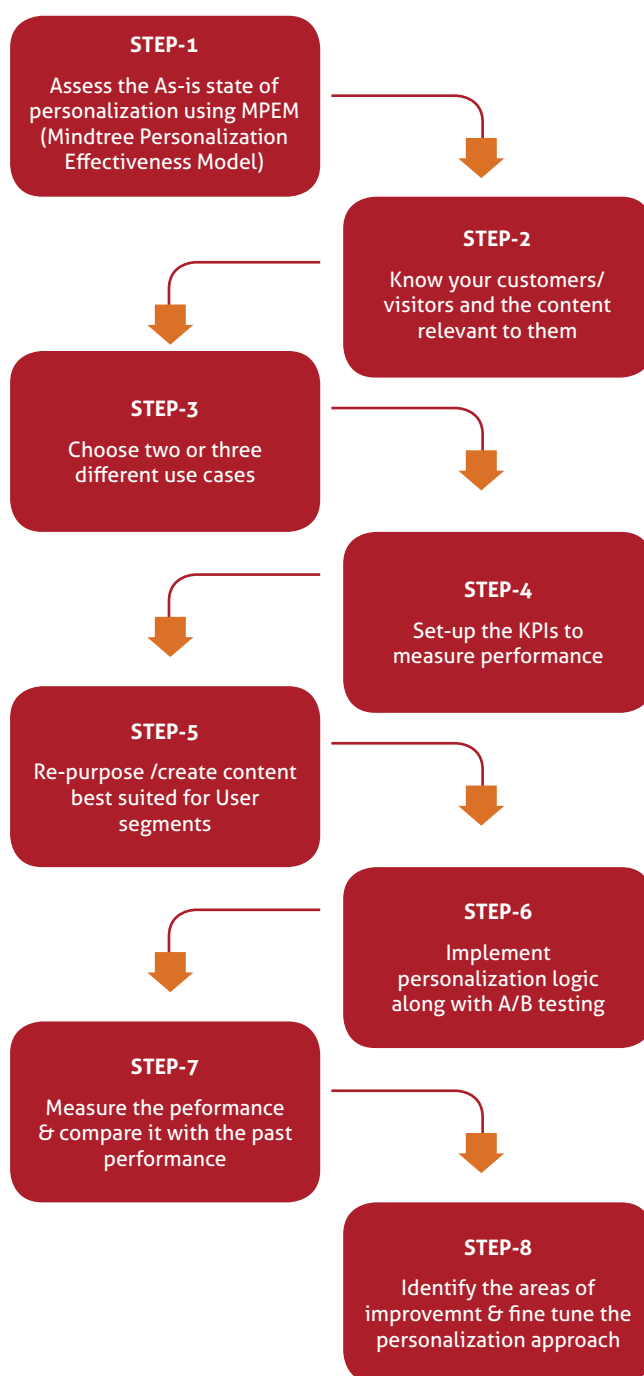 STEP-1
Assess the As-is state of
personalization using MPEM
(Mindtree Personalization
Effectiveness Model)
STEP-2
Know your customers/
visitors and the content
relevant to them
STEP-3
Choose two or three
different use cases
STEP-4
Set-up the KPIs to
measure performance
STEP-5
Re-purpose /create content
best suited for User
segments
STEP-6
Implement
personalization logic
along with A/B testing
STEP-7
Measure the peformance
& compare it with the past
performance
STEP-8
Identify the areas of
improvemnt & fine tune the
personalization approach